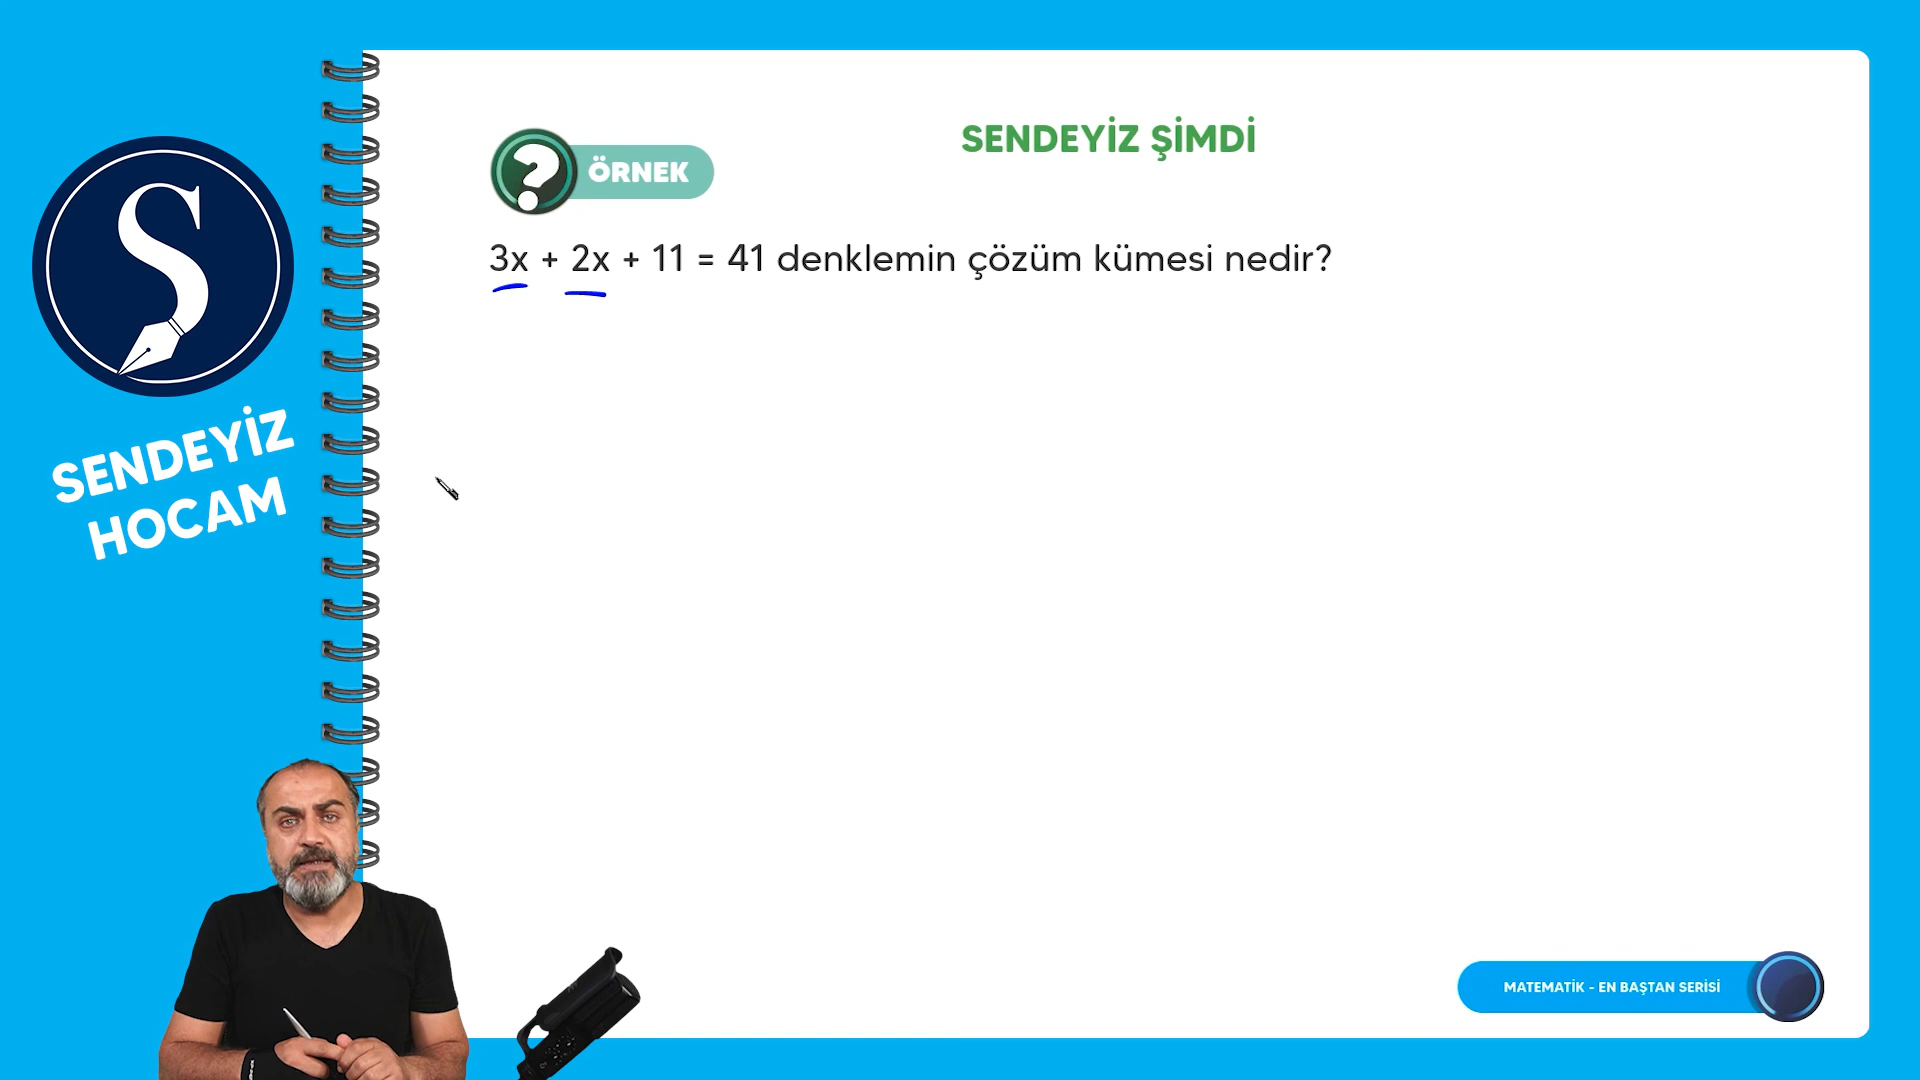 SENDEYİZ ŞİMDİ
? ÖRNEK
3x + 2x + 11 = 41 denklemin çözüm kümesi nedir?
S
SENDEYİZ
HOCAM
MATEMATİK - EN BAŞTAN SERİSİ